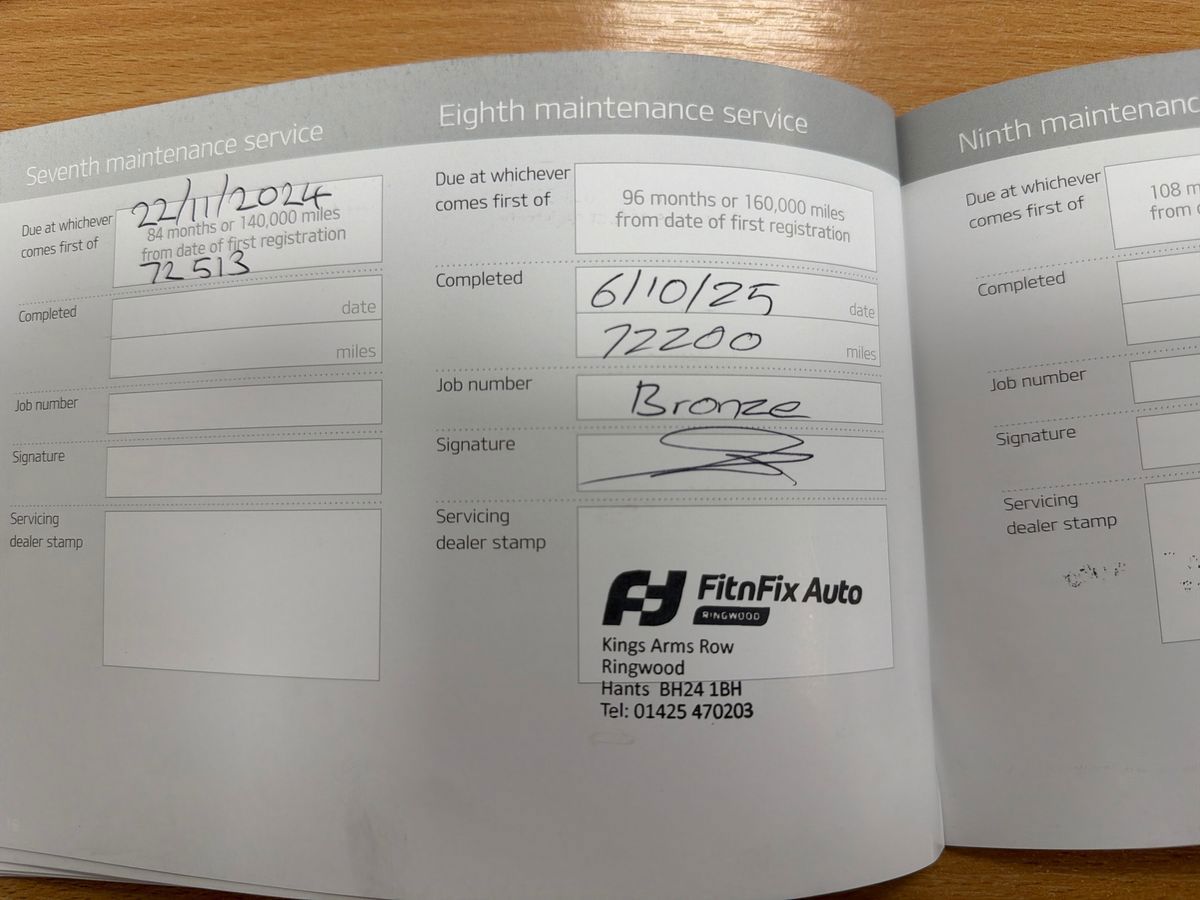 Seventh maintenance service
Due at whichever
comes first of
22/11/2024
84 months or 140,000 miles
from date of first registration
72513
Completed
date
miles
Job number
Signature
Servicing
dealer stamp
Eighth maintenance service
Due at whichever
comes first of
96 months or 160,000 miles
from date of first registration
Completed
6/10/25
date
72200
miles
Job number
Bronze
Signature
Servicing
dealer stamp
FitnFix Auto
RINGWOOD
Kings Arms Row
Ringwood
Hants BH24 1BH
Tel: 01425 470203
Ninth maintenanc
Due at whichever
comes first of
108 m
from
Completed
Job number
Signature
Servicing
dealer stamp